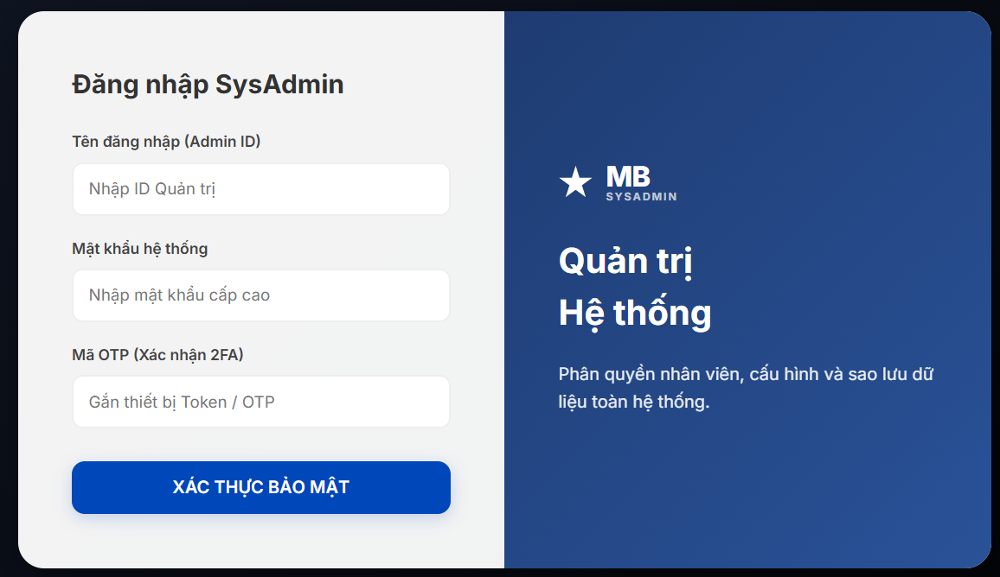 Đăng nhập SysAdmin
Tên đăng nhập (Admin ID)
Nhập ID Quản trị
Mật khẩu hệ thống
Nhập mật khẩu cấp cao
Mã OTP (Xác nhận 2FA)
Gắn thiết bị Token / OTP
XÁC THỰC BẢO MẬT
MB
SYSADMIN
Quản trị
Hệ thống
Phân quyền nhân viên, cấu hình và sao lưu dữ
liệu toàn hệ thống.